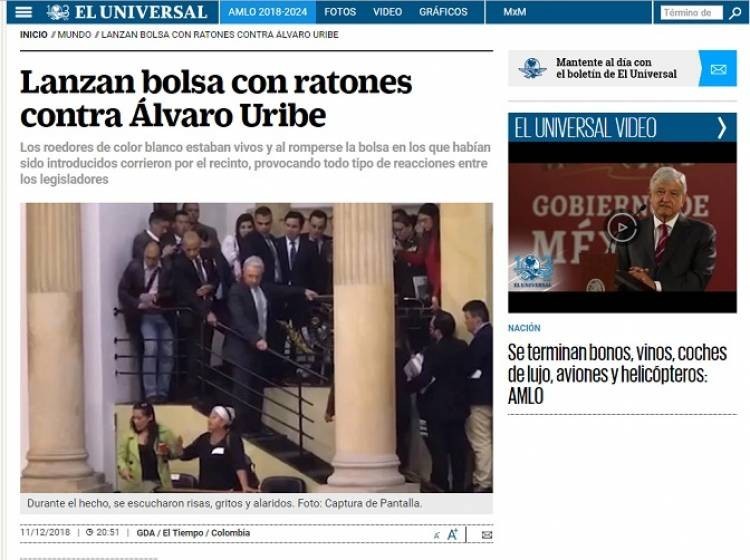 EL UNIVERSAL
AMLO 2018-2024
FOTOS
VIDEO
GRÁFICOS
MxM
Término de
INICIO // MUNDO // LANZAN BOLSA CON RATONES CONTRA ÁLVARO URIBE
Lanzan bolsa con ratones
contra Álvaro Uribe
Los roedores de color blanco estaban vivos y al romperse la bolsa en los que habían
sido introducidos corrieron por el recinto, provocando todo tipo de reacciones entre
los legisladores
Durante el hecho, se escucharon risas, gritos y alaridos. Foto: Captura de Pantalla.
11/12/2018 | 20:51 | GDA / El Tiempo / Colombia
A A+
Mantente al día con
el boletín de El Universal
EL UNIVERSAL VIDEO
GOBIERNO DE
MÉXICO
EL UNIVERSAL
NACIÓN
Se terminan bonos, vinos, coches
de lujo, aviones y helicópteros:
AMLO